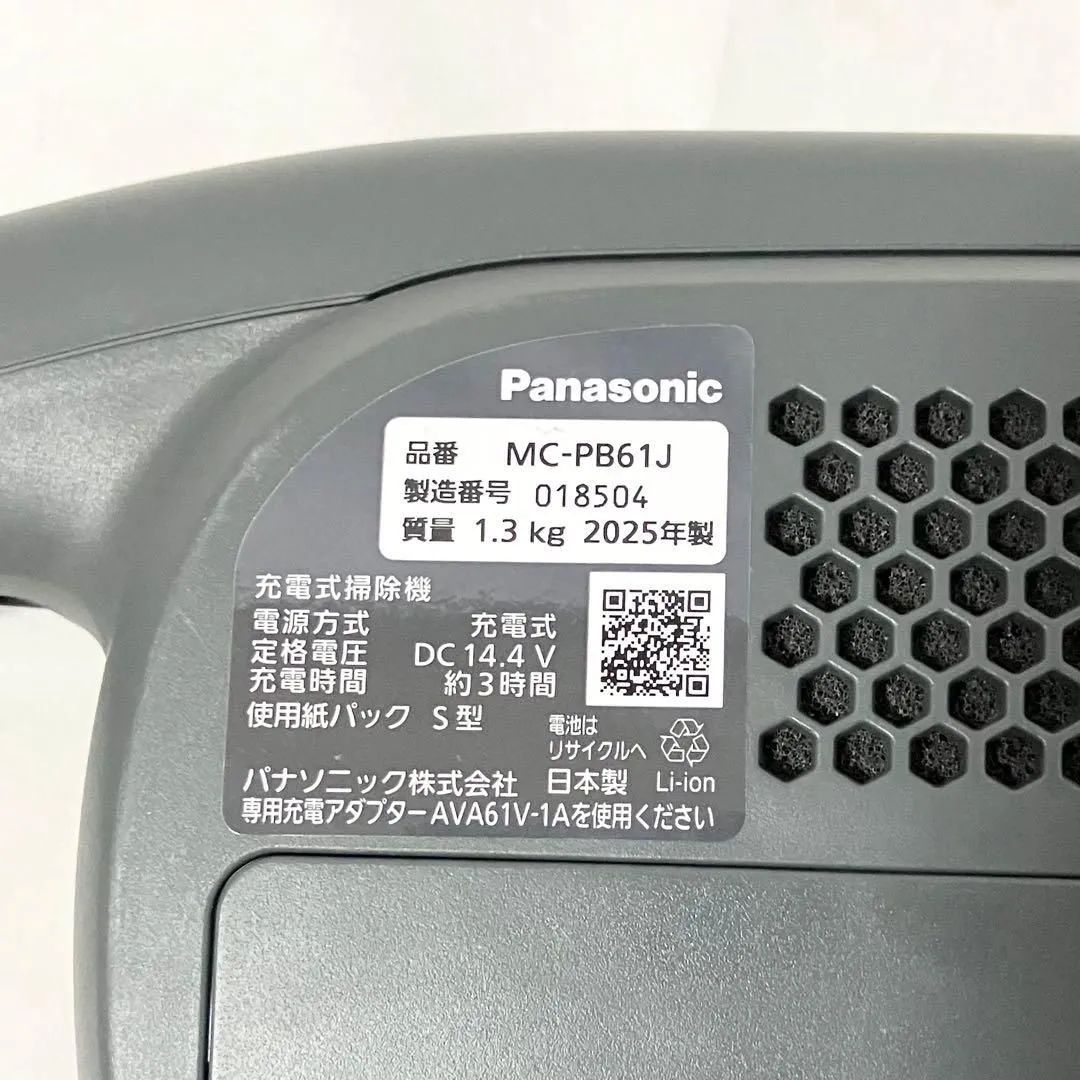 Panasonic
品番 MC-PB61J
製造番号 018504
質量 1.3 kg 2025年製
充電式掃除機
電源方式 充電式
定格電圧 DC 14.4 V
充電時間 約3時間
使用紙パック S型
電池は
リサイクルへ
パナソニック株式会社 日本製 Li-ion
専用充電アダプターAVA61V-1Aを使用ください